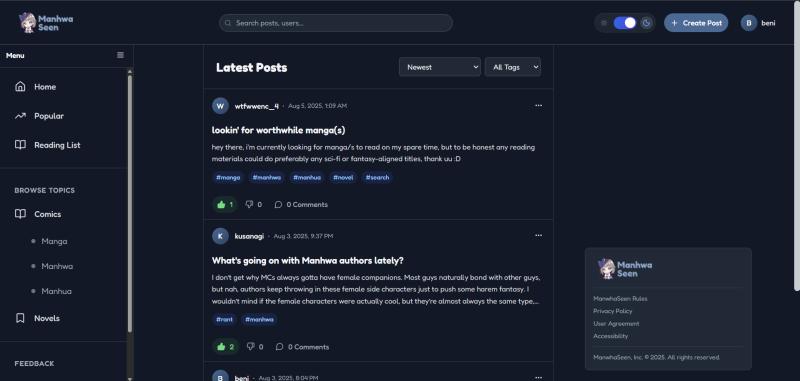 Manhwa
Seen
Search posts, users...
+ Create Post
B
beni
Menu
Home
Popular
Reading List
BROWSE TOPICS
Comics
Manga
Manhwa
Manhua
Novels
FEEDBACK
Latest Posts
Newest
All Tags
W
wtfwwenc_4 • Aug 5, 2025, 1:09 AM
lookin' for worthwhile manga(s)
hey there, i'm currently looking for manga/s to read on my spare time, but to be honest any reading
materials could do preferably any sci-fi or fantasy-aligned titles, thank uu :D
#manga #manhwa #manhua #novel #search
1 0 0 Comments
K
kusanagi • Aug 3, 2025, 9:37 PM
What's going on with Manhwa authors lately?
I don't get why MCs always gotta have female companions. Most guys naturally bond with other guys,
but nah, authors keep throwing in these female side characters just to push some harem fantasy. I
wouldn't mind if the female characters were actually cool, but they're almost always the same type,...
#rant #manhwa
2 0 0 Comments
B
beni • Aug 3, 2025, 8:04 PM
Manhwa
Seen
ManwhaSeen Rules
Privacy Policy
User Agreement
Accessibility
ManwhaSeen, Inc. © 2025. All rights reserved.